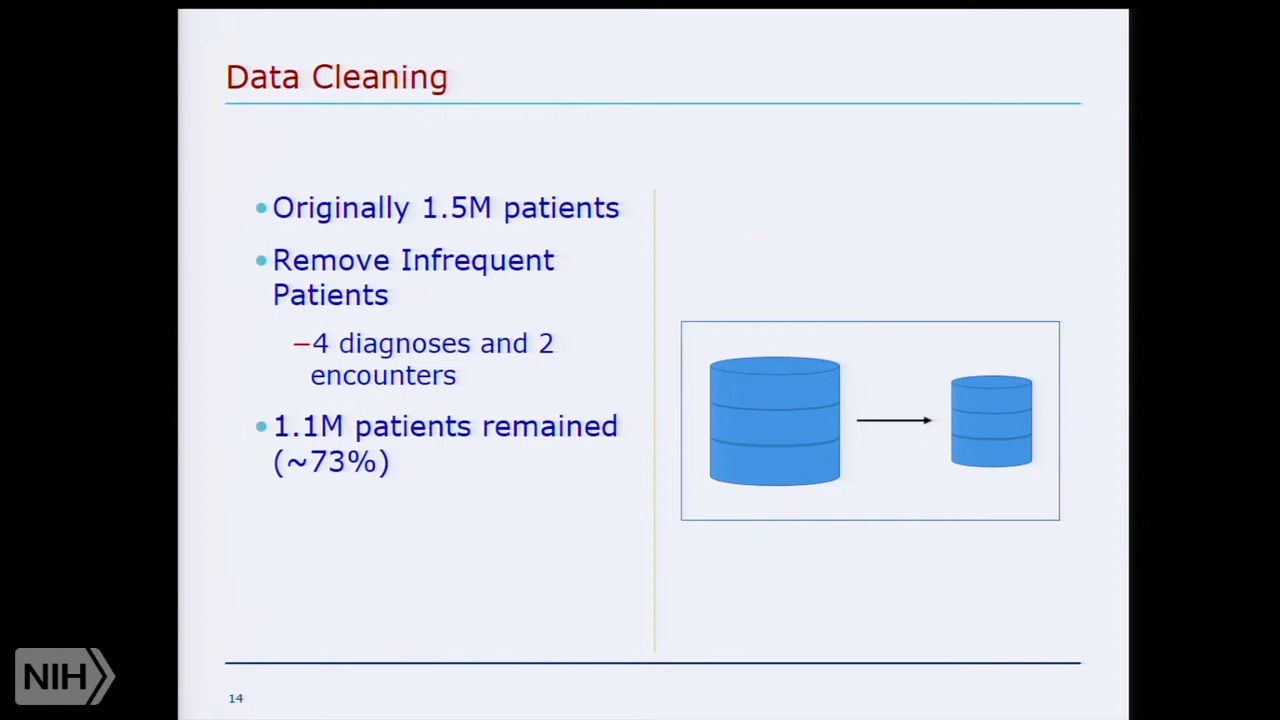 Data Cleaning
•Originally 1.5M patients
•Remove Infrequent
Patients
–4 diagnoses and 2
encounters
•1.1M patients remained
(~73%)
NIH
14